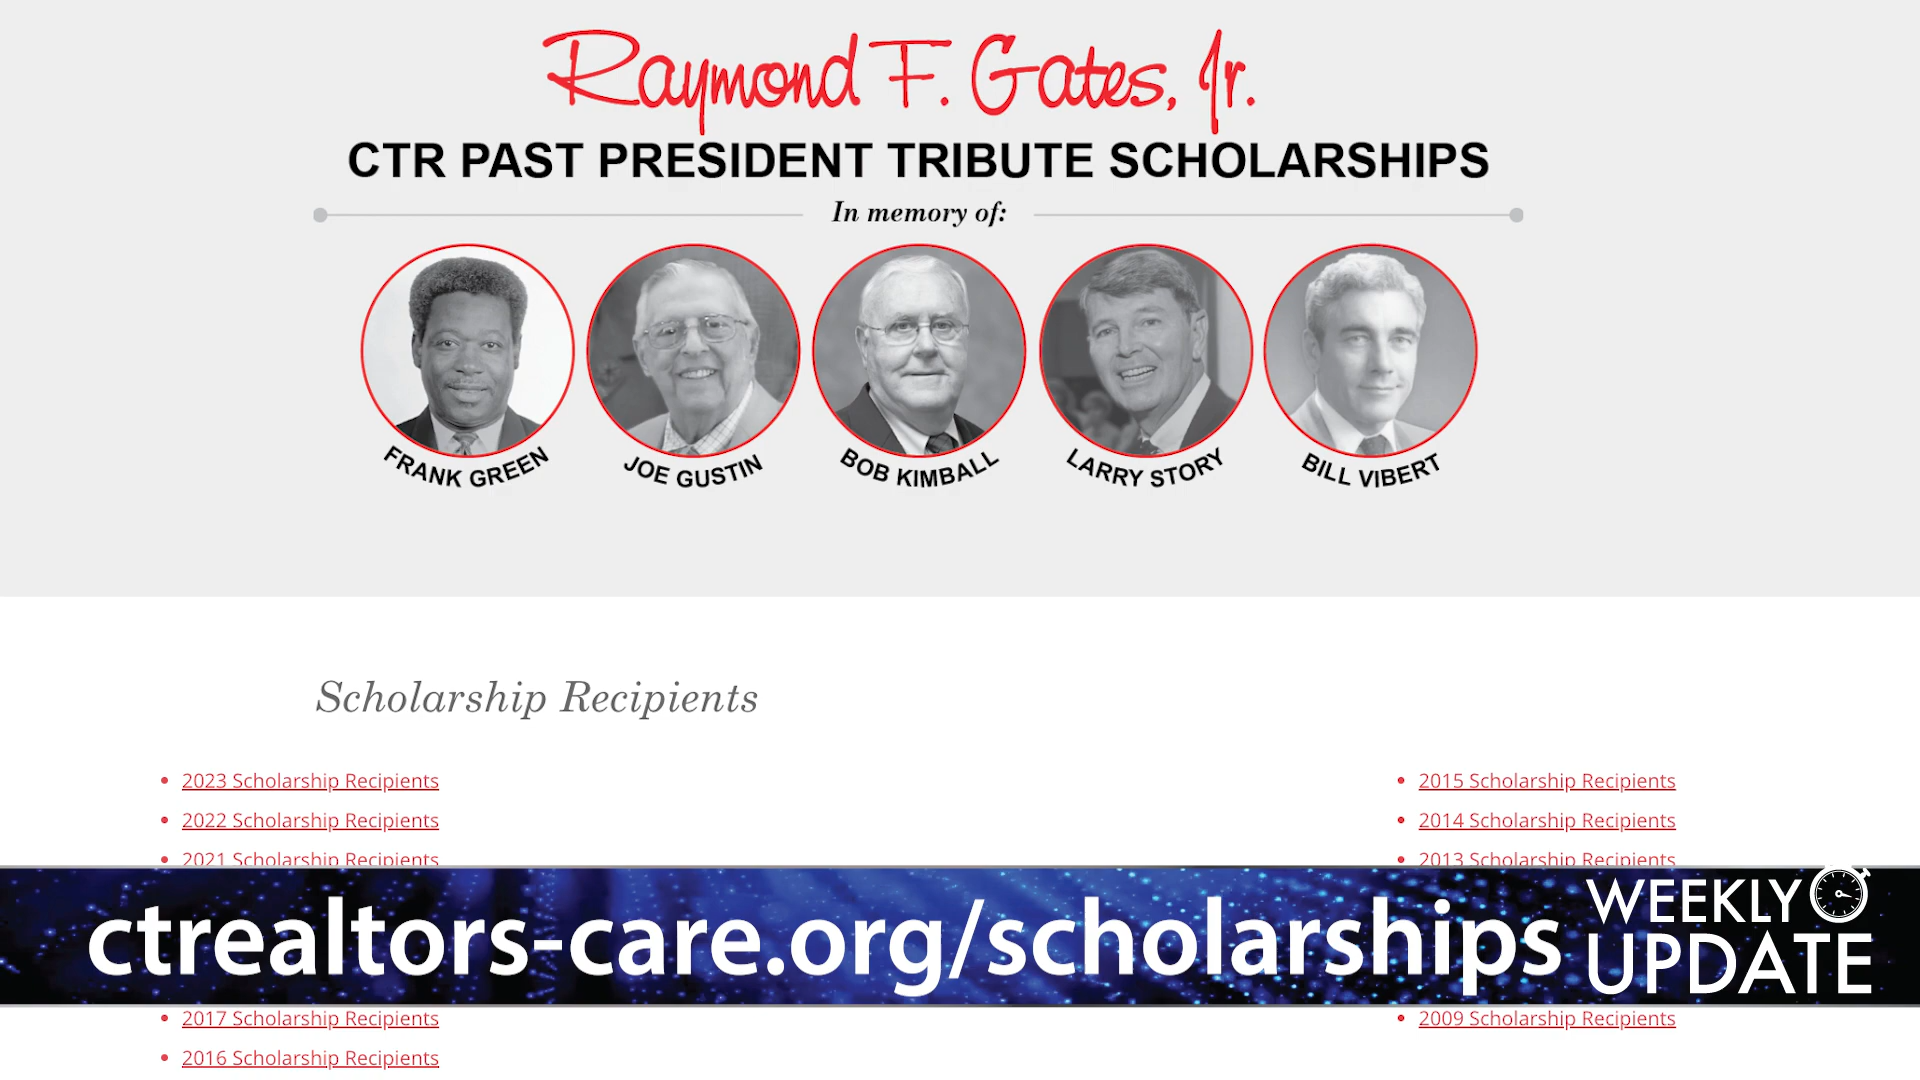 Raymond F. Gates, Jr.
CTR PAST PRESIDENT TRIBUTE SCHOLARSHIPS
In memory of:
FRANK GREEN
JOE GUSTIN
BOB KIMBALL
LARRY STORY
BILL VIBERT
Scholarship Recipients
2023 Scholarship Recipients
2015 Scholarship Recipients
2022 Scholarship Recipients
2014 Scholarship Recipients
2021 Scholarship Recipients
2013 Scholarship Recipients
ctrealtors-care.org/scholarships
WEEKLY
UPDATE
2017 Scholarship Recipients
2009 Scholarship Recipients
2016 Scholarship Recipients